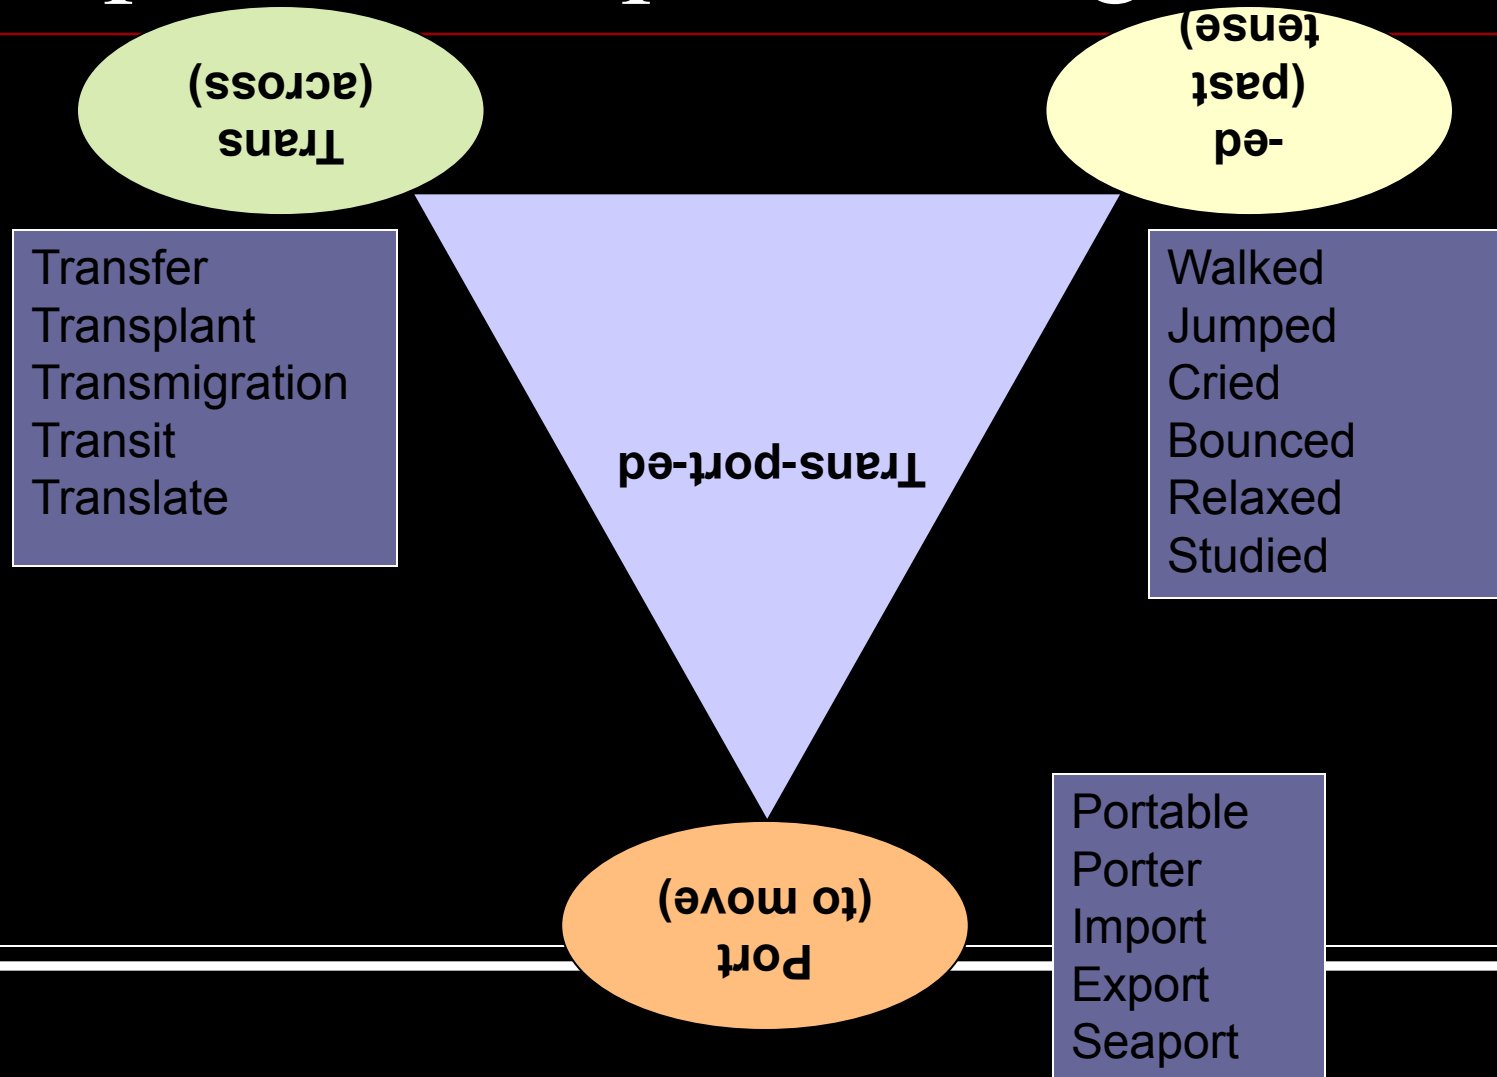 Trans
(across)
-ed
(past
tense)
Transfer
Transplant
Transmigration
Transit
Translate
Walked
Jumped
Cried
Bounced
Relaxed
Studied
Trans-port-ed
Port
(to move)
Portable
Porter
Import
Export
Seaport